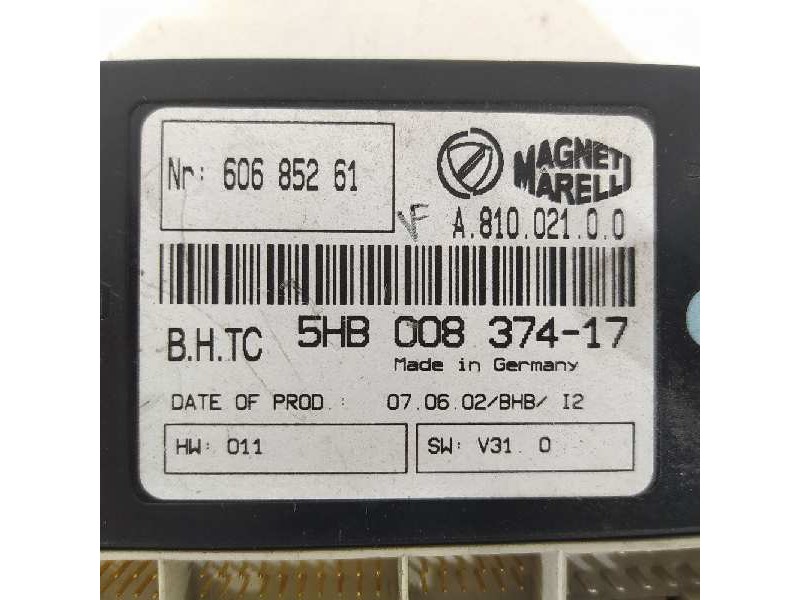 Nr: 606 852 61
MAGNETI
MARELLI
VF
A.810.021.0.0
B.H.TC 5HB 008 374-17
Made in Germany
DATE OF PROD.: 07.06.02/BHB/ I2
HW: 011
SW: V31.0